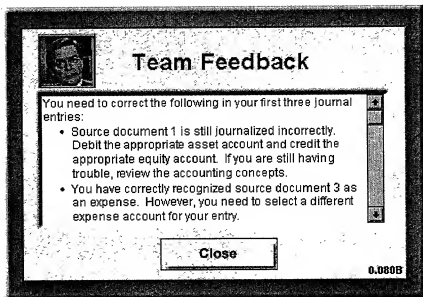 Team Feedback
You need to correct the following in your first three journal
entries:
• Source document 1 is still journalized incorrectly.
Debit the appropriate asset account and credit the
appropriate equity account. If you are still having
trouble, review the accounting concepts.
• You have correctly recognized source document 3 as
an expense. However, you need to select a different
expense account for your entry.
Close
0.080B